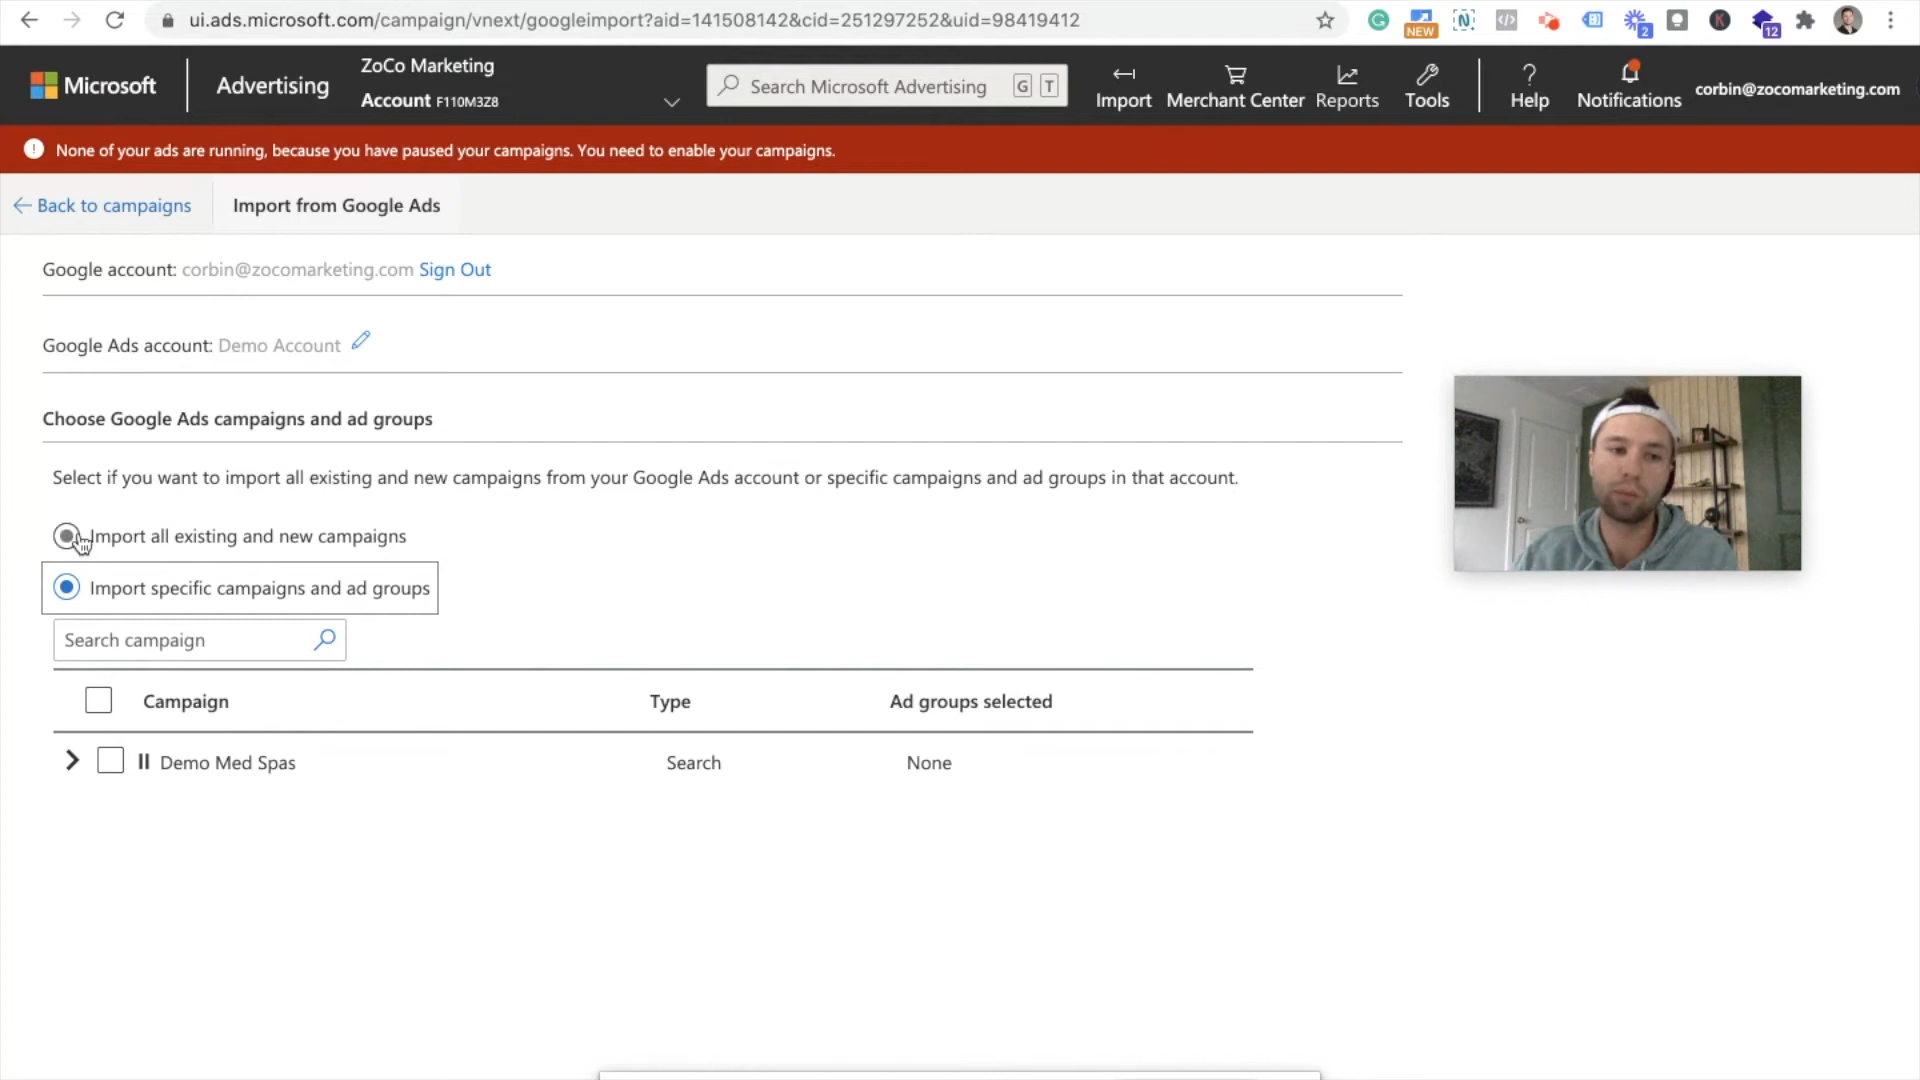 ui.ads.microsoft.com/campaign/vnext/googleimport?aid=141508142&cid=251297252&uid=98419412
NEW
2
12
Microsoft
Advertising
ZoCo Marketing
Account F110M3Z8
Search Microsoft Advertising
G T
Import
Merchant Center
Reports
Tools
Help
Notifications
corbin@zocomarketing.com
None of your ads are running, because you have paused your campaigns. You need to enable your campaigns.
Back to campaigns
Import from Google Ads
Google account: corbin@zocomarketing.com Sign Out
Google Ads account: Demo Account
Choose Google Ads campaigns and ad groups
Select if you want to import all existing and new campaigns from your Google Ads account or specific campaigns and ad groups in that account.
Import all existing and new campaigns
Import specific campaigns and ad groups
Search campaign
Campaign Type Ad groups selected
Demo Med Spas Search None